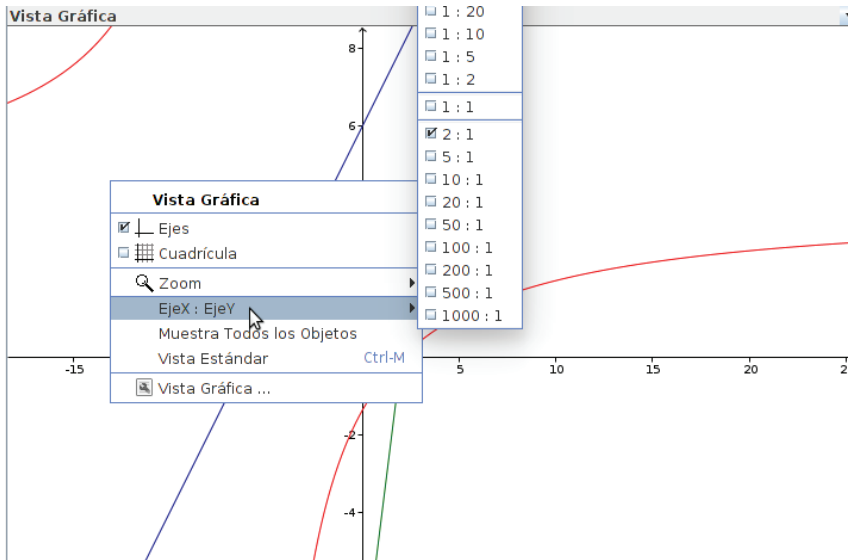 Vista Gráfica
1 : 20
1 : 10
1 : 5
1 : 2
1 : 1
2 : 1
5 : 1
10 : 1
20 : 1
50 : 1
100 : 1
200 : 1
500 : 1
1000 : 1
Vista Gráfica
Ejes
Cuadrícula
Zoom
EjeX : EjeY
Muestra Todos los Objetos
Vista Estándar Ctrl-M
Vista Gráfica ...
8
6
-2
-4
-15
5
10
15
20